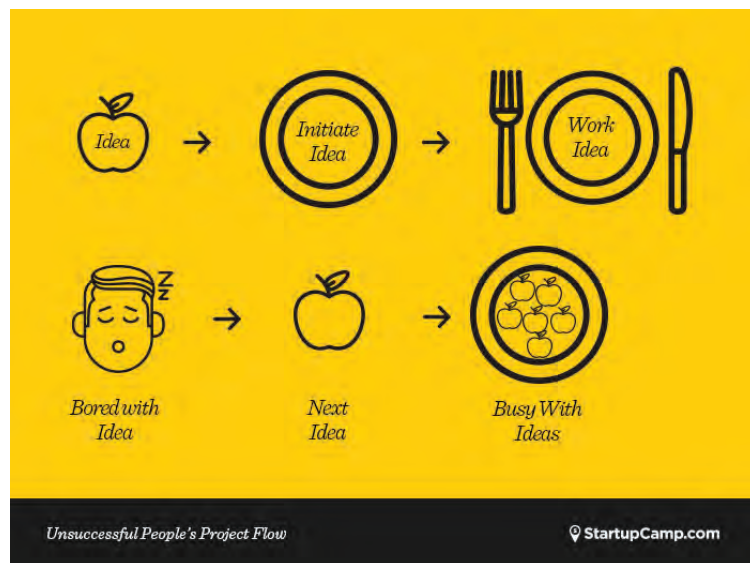 Idea
Initiate
Idea
Work
Idea
Z
z
Bored with
Idea
Next
Idea
Busy With
Ideas
Unsuccessful People's Project Flow
StartupCamp.com